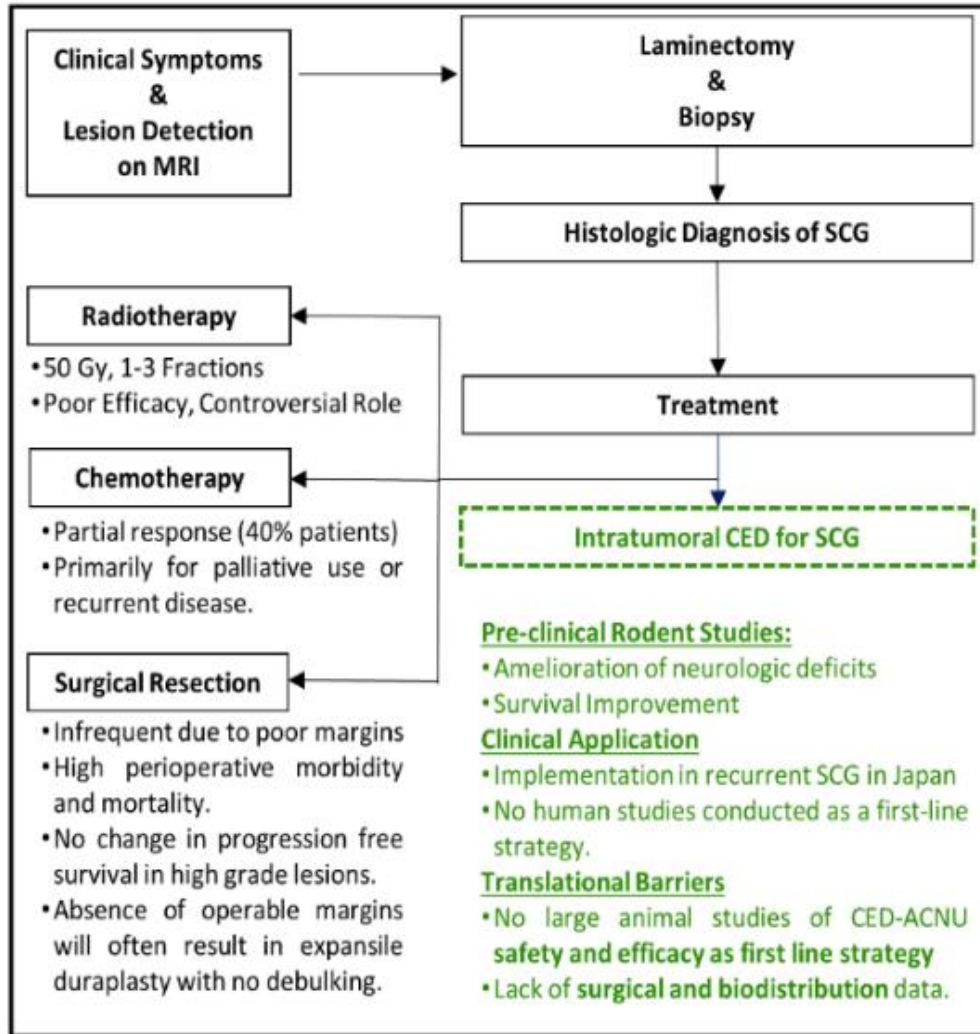 Clinical Symptoms
&
Lesion Detection
on MRI
Laminectomy
&
Biopsy
Histologic Diagnosis of SCG
Treatment
Radiotherapy
•50 Gy, 1-3 Fractions
•Poor Efficacy, Controversial Role
Chemotherapy
•Partial response (40% patients)
•Primarily for palliative use or
recurrent disease.
Surgical Resection
•Infrequent due to poor margins
•High perioperative morbidity
and mortality.
•No change in progression free
survival in high grade lesions.
•Absence of operable margins
will often result in expansile
duraplasty with no debulking.
Intratumoral CED for SCG
Pre-clinical Rodent Studies:
•Amelioration of neurologic deficits
•Survival Improvement
Clinical Application
•Implementation in recurrent SCG in Japan
•No human studies conducted as a first-line
strategy.
Translational Barriers
•No large animal studies of CED-ACNU
safety and efficacy as first line strategy
•Lack of surgical and biodistribution data.